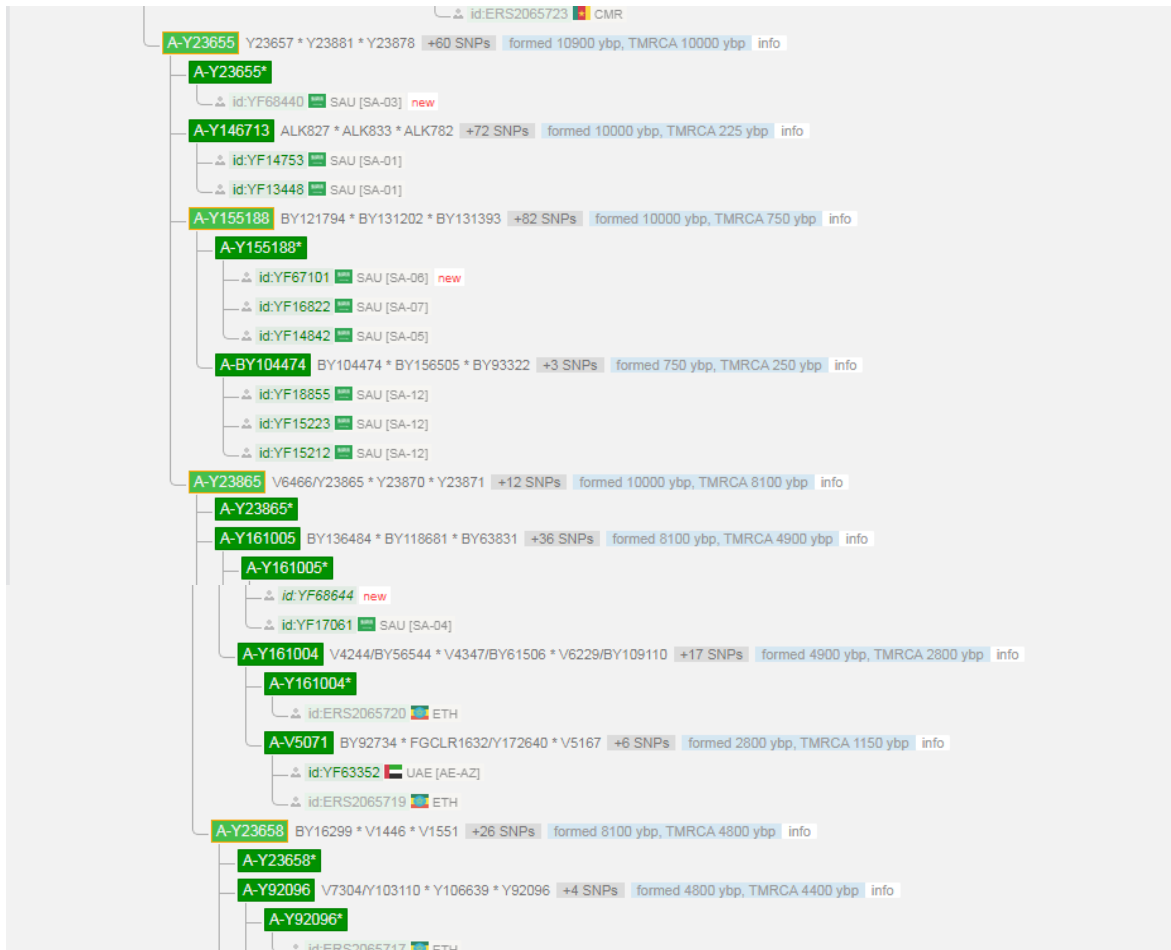 id:ERS2065723 CMR
A-Y23655 Y23657 * Y23881 * Y23878 +60 SNPs formed 10900 ybp, TMRCA 10000 ybp info
A-Y23655*
id:YF68440 SAU [SA-03] new
A-Y146713 ALK827 * ALK833 * ALK782 +72 SNPs formed 10000 ybp, TMRCA 225 ybp info
id:YF14753 SAU [SA-01]
id:YF13448 SAU [SA-01]
A-Y155188 BY121794 * BY131202 * BY131393 +82 SNPs formed 10000 ybp, TMRCA 750 ybp info
A-Y155188*
id:YF67101 SAU [SA-06] new
id:YF16822 SAU [SA-07]
id:YF14842 SAU [SA-05]
A-BY104474 BY104474 * BY156505 * BY93322 +3 SNPs formed 750 ybp, TMRCA 250 ybp info
id:YF18855 SAU [SA-12]
id:YF15223 SAU [SA-12]
id:YF15212 SAU [SA-12]
A-Y23865 V6466/Y23865 * Y23870 * Y23871 +12 SNPs formed 10000 ybp, TMRCA 8100 ybp info
A-Y23865*
A-Y161005 BY136484 * BY118681 * BY63831 +36 SNPs formed 8100 ybp, TMRCA 4900 ybp info
A-Y161005*
id:YF68644 new
id:YF17061 SAU [SA-04]
A-Y161004 V4244/BY56544 * V4347/BY61506 * V6229/BY109110 +17 SNPs formed 4900 ybp, TMRCA 2800 ybp info
A-Y161004*
id:ERS2065720 ETH
A-V5071 BY92734 * FGCLR1632/Y172640 * V5167 +6 SNPs formed 2800 ybp, TMRCA 1150 ybp info
id:YF63352 UAE [AE-AZ]
id:ERS2065719 ETH
A-Y23658 BY16299 * V1446 * V1551 +26 SNPs formed 8100 ybp, TMRCA 4800 ybp info
A-Y23658*
A-Y92096 V7304/Y103110 * Y106639 * Y92096 +4 SNPs formed 4800 ybp, TMRCA 4400 ybp info
A-Y92096*
id:ERS2065717 ETH